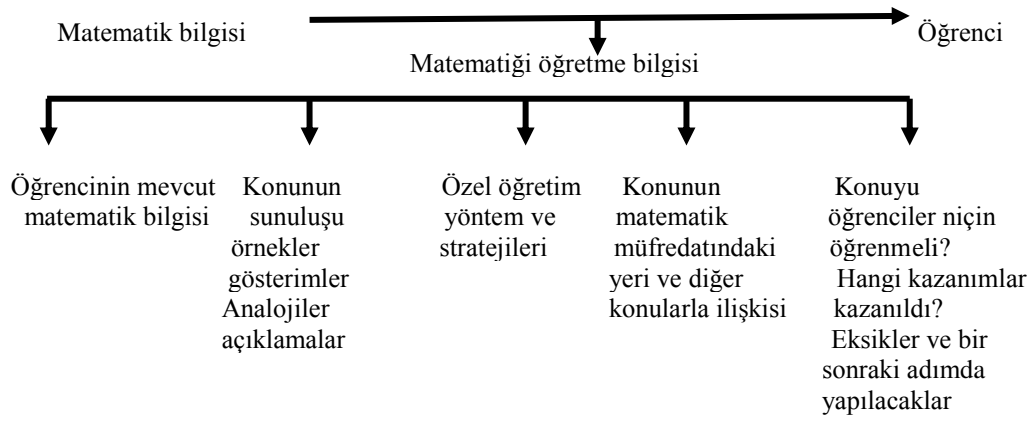 Matematik bilgisi
Öğrenci
Matematiği öğretme bilgisi
Öğrencinin mevcut
matematik bilgisi
Konunun
sunuluşu
örnekler
gösterimler
Analojiler
açıklamalar
Özel öğretim
yöntem ve
stratejileri
Konunun
matematik
müfredatındaki
yeri ve diğer
konularla ilişkisi
Konuyu
öğrenciler niçin
öğrenmeli?
Hangi kazanımlar
kazanıldı?
Eksikler ve bir
sonraki adımda
yapılacaklar